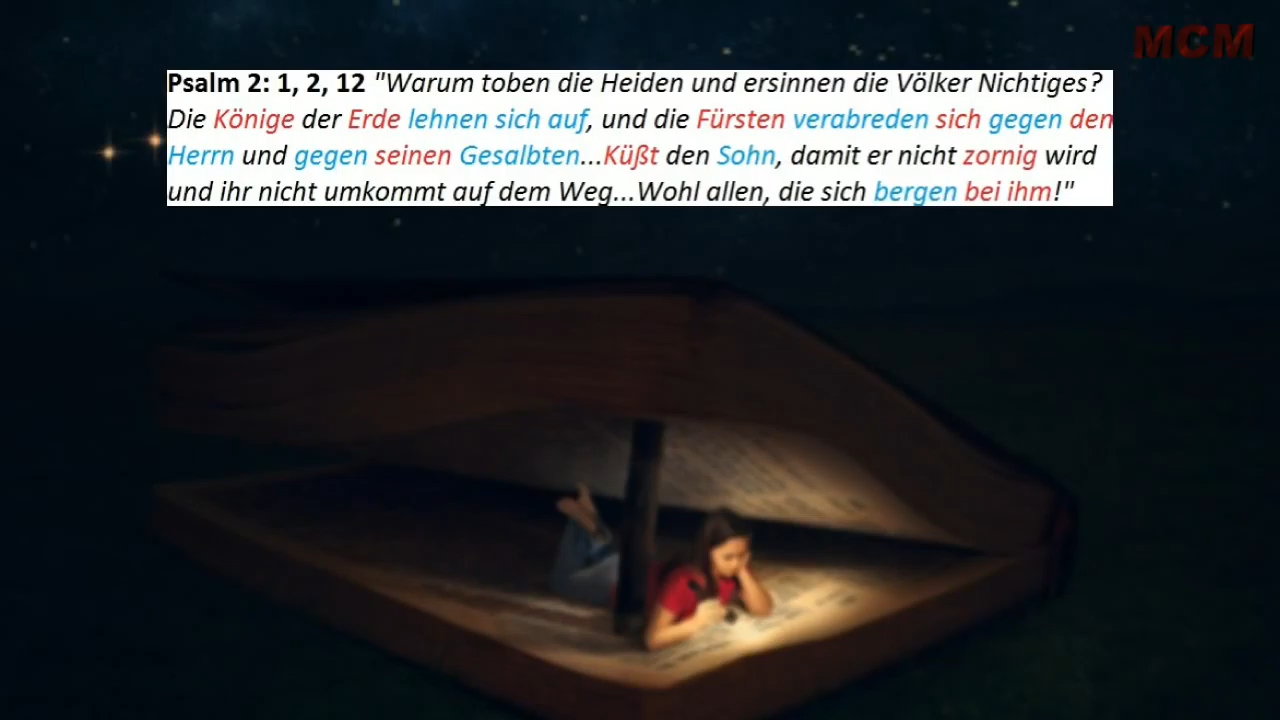 MCM
Psalm 2: 1, 2, 12 "Warum toben die Heiden und ersinnen die Völker Nichtiges?
Die Könige der Erde lehnen sich auf, und die Fürsten verabreden sich gegen den
Herrn und gegen seinen Gesalbten...Küßt den Sohn, damit er nicht zornig wird
und ihr nicht umkommt auf dem Weg...Wohl allen, die sich bergen bei ihm!"